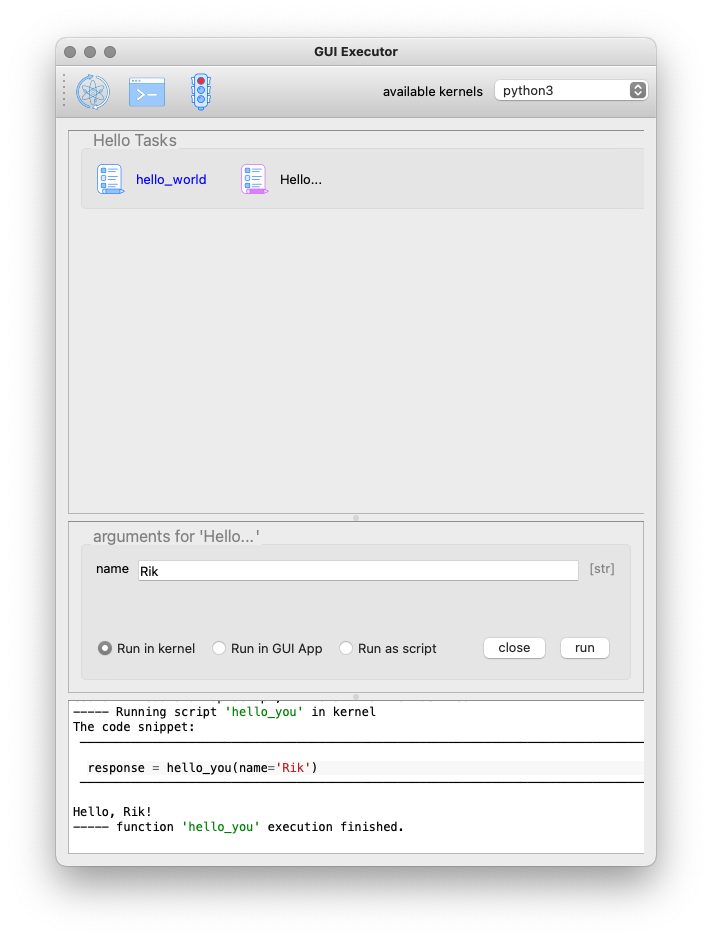 GUI Executor
available kernels python3
Hello Tasks
hello_world Hello...
arguments for 'Hello...'
name Rik [str]
Run in kernel Run in GUI App Run as script close run
----- Running script 'hello_you' in kernel
The code snippet:
response = hello_you(name='Rik')
Hello, Rik!
----- function 'hello_you' execution finished.